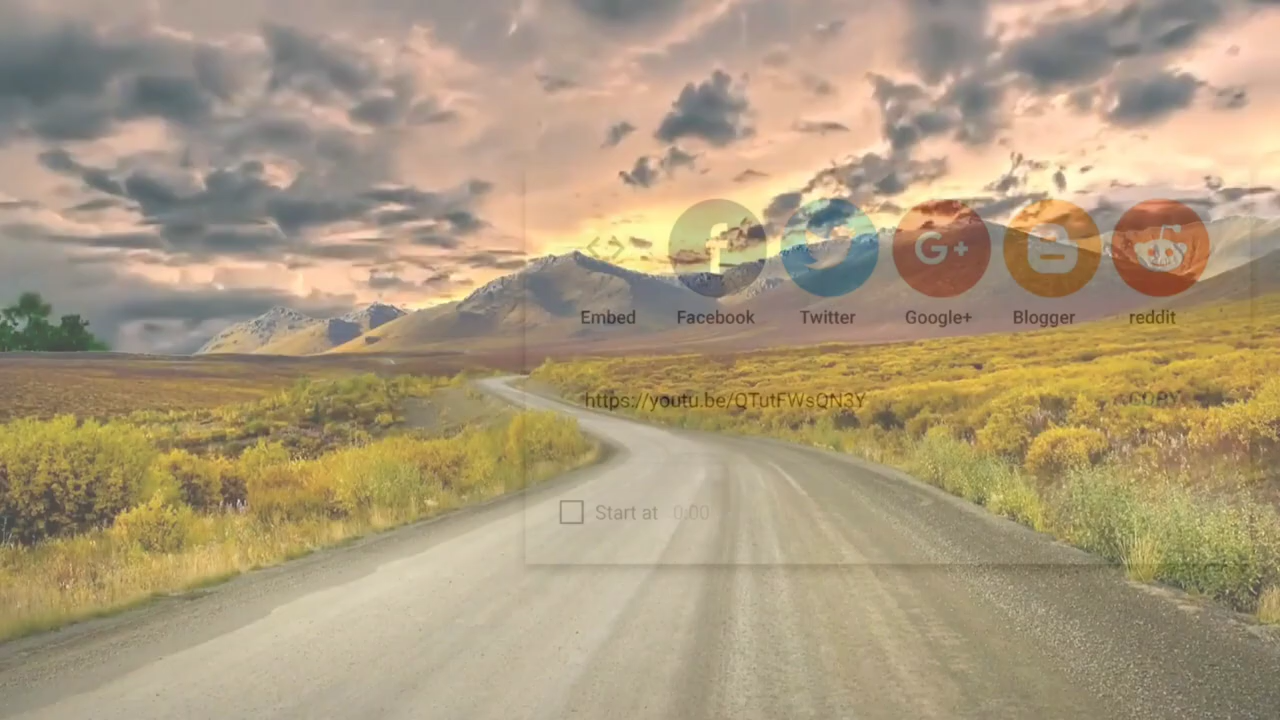 Embed Facebook Twitter Google+ Blogger reddit
https://youtu.be/QTutFWsQN3Y
COPY
Start at 0:00